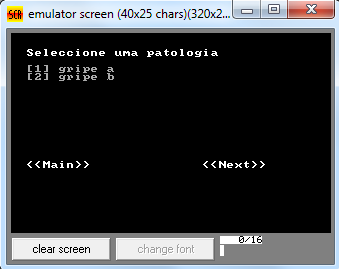 SCR emulator screen (40x25 chars)(320x2...
Seleccione uma patologia
[1] gripe a
[2] gripe b
<<Main>> <<Next>>
clear screen change font 0/16